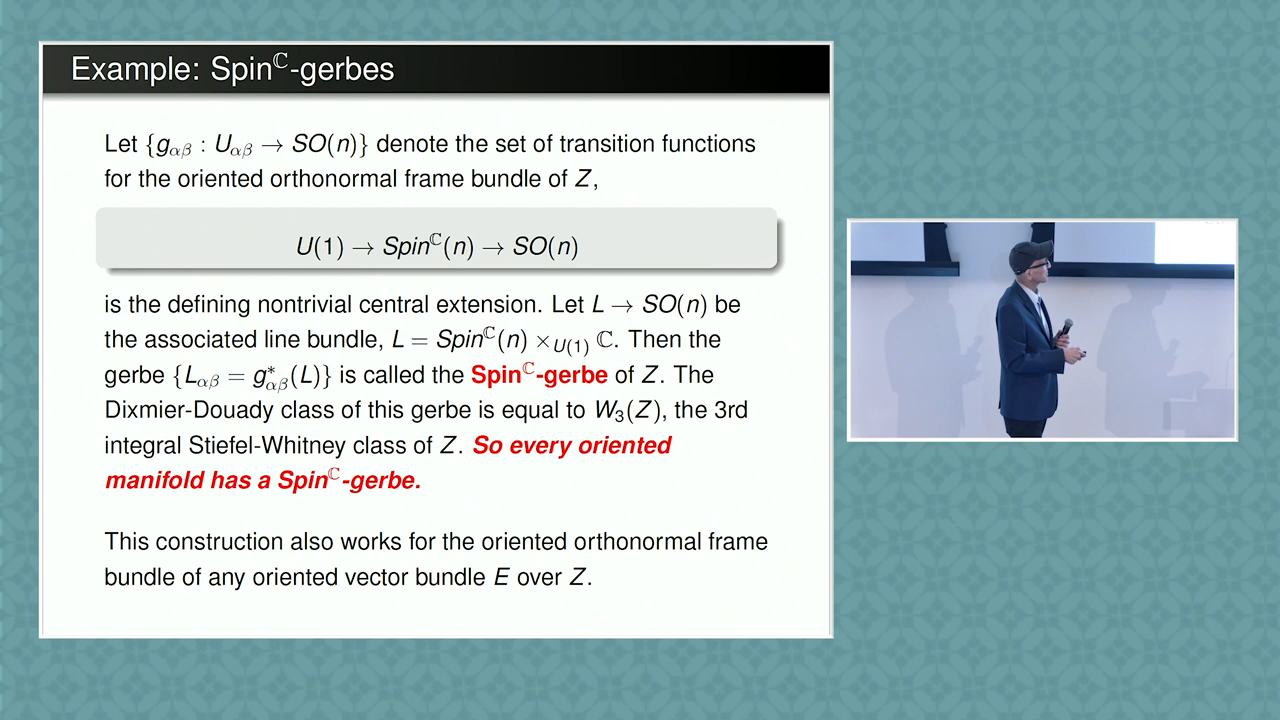 Example: Spin^ℂ-gerbes
Let {g_αβ : U_αβ → SO(n)} denote the set of transition functions
for the oriented orthonormal frame bundle of Z,
U(1) → Spin^ℂ(n) → SO(n)
is the defining nontrivial central extension. Let L → SO(n) be
the associated line bundle, L = Spin^ℂ(n) ×_U(1) ℂ. Then the
gerbe {L_αβ = g*_αβ(L)} is called the Spin^ℂ-gerbe of Z. The
Dixmier-Douady class of this gerbe is equal to W₃(Z), the 3rd
integral Stiefel-Whitney class of Z. So every oriented
manifold has a Spin^ℂ-gerbe.
This construction also works for the oriented orthonormal frame
bundle of any oriented vector bundle E over Z.